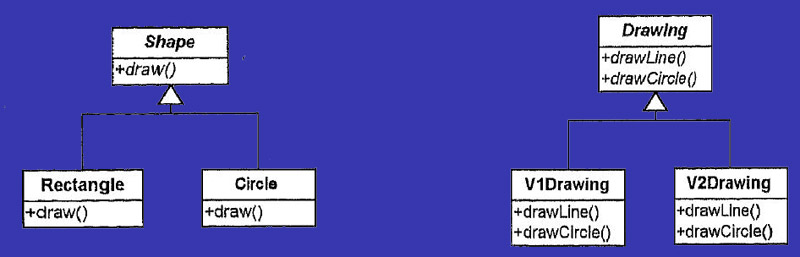 Shape
+draw()
Rectangle
+draw()
Circle
+draw()
Drawing
+drawLine()
+drawCircle()
V1Drawing
+drawLine()
+drawCircle()
V2Drawing
+drawLine()
+drawCircle()